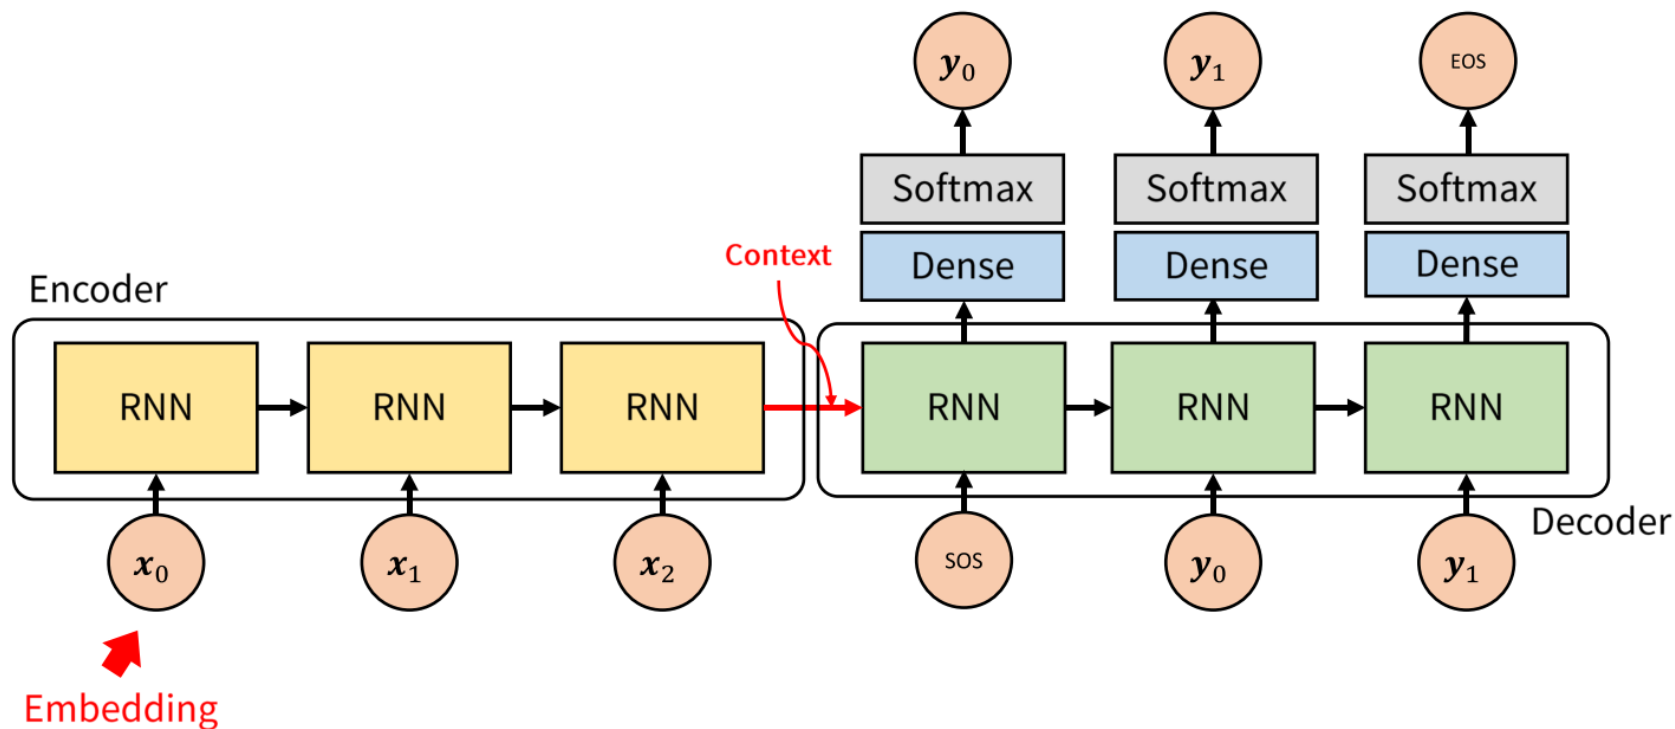 y0
y1
EOS
Softmax
Softmax
Softmax
Context
Dense
Dense
Dense
Encoder
RNN
RNN
RNN
RNN
RNN
RNN
Decoder
x0
x1
x2
SOS
y0
y1
Embedding